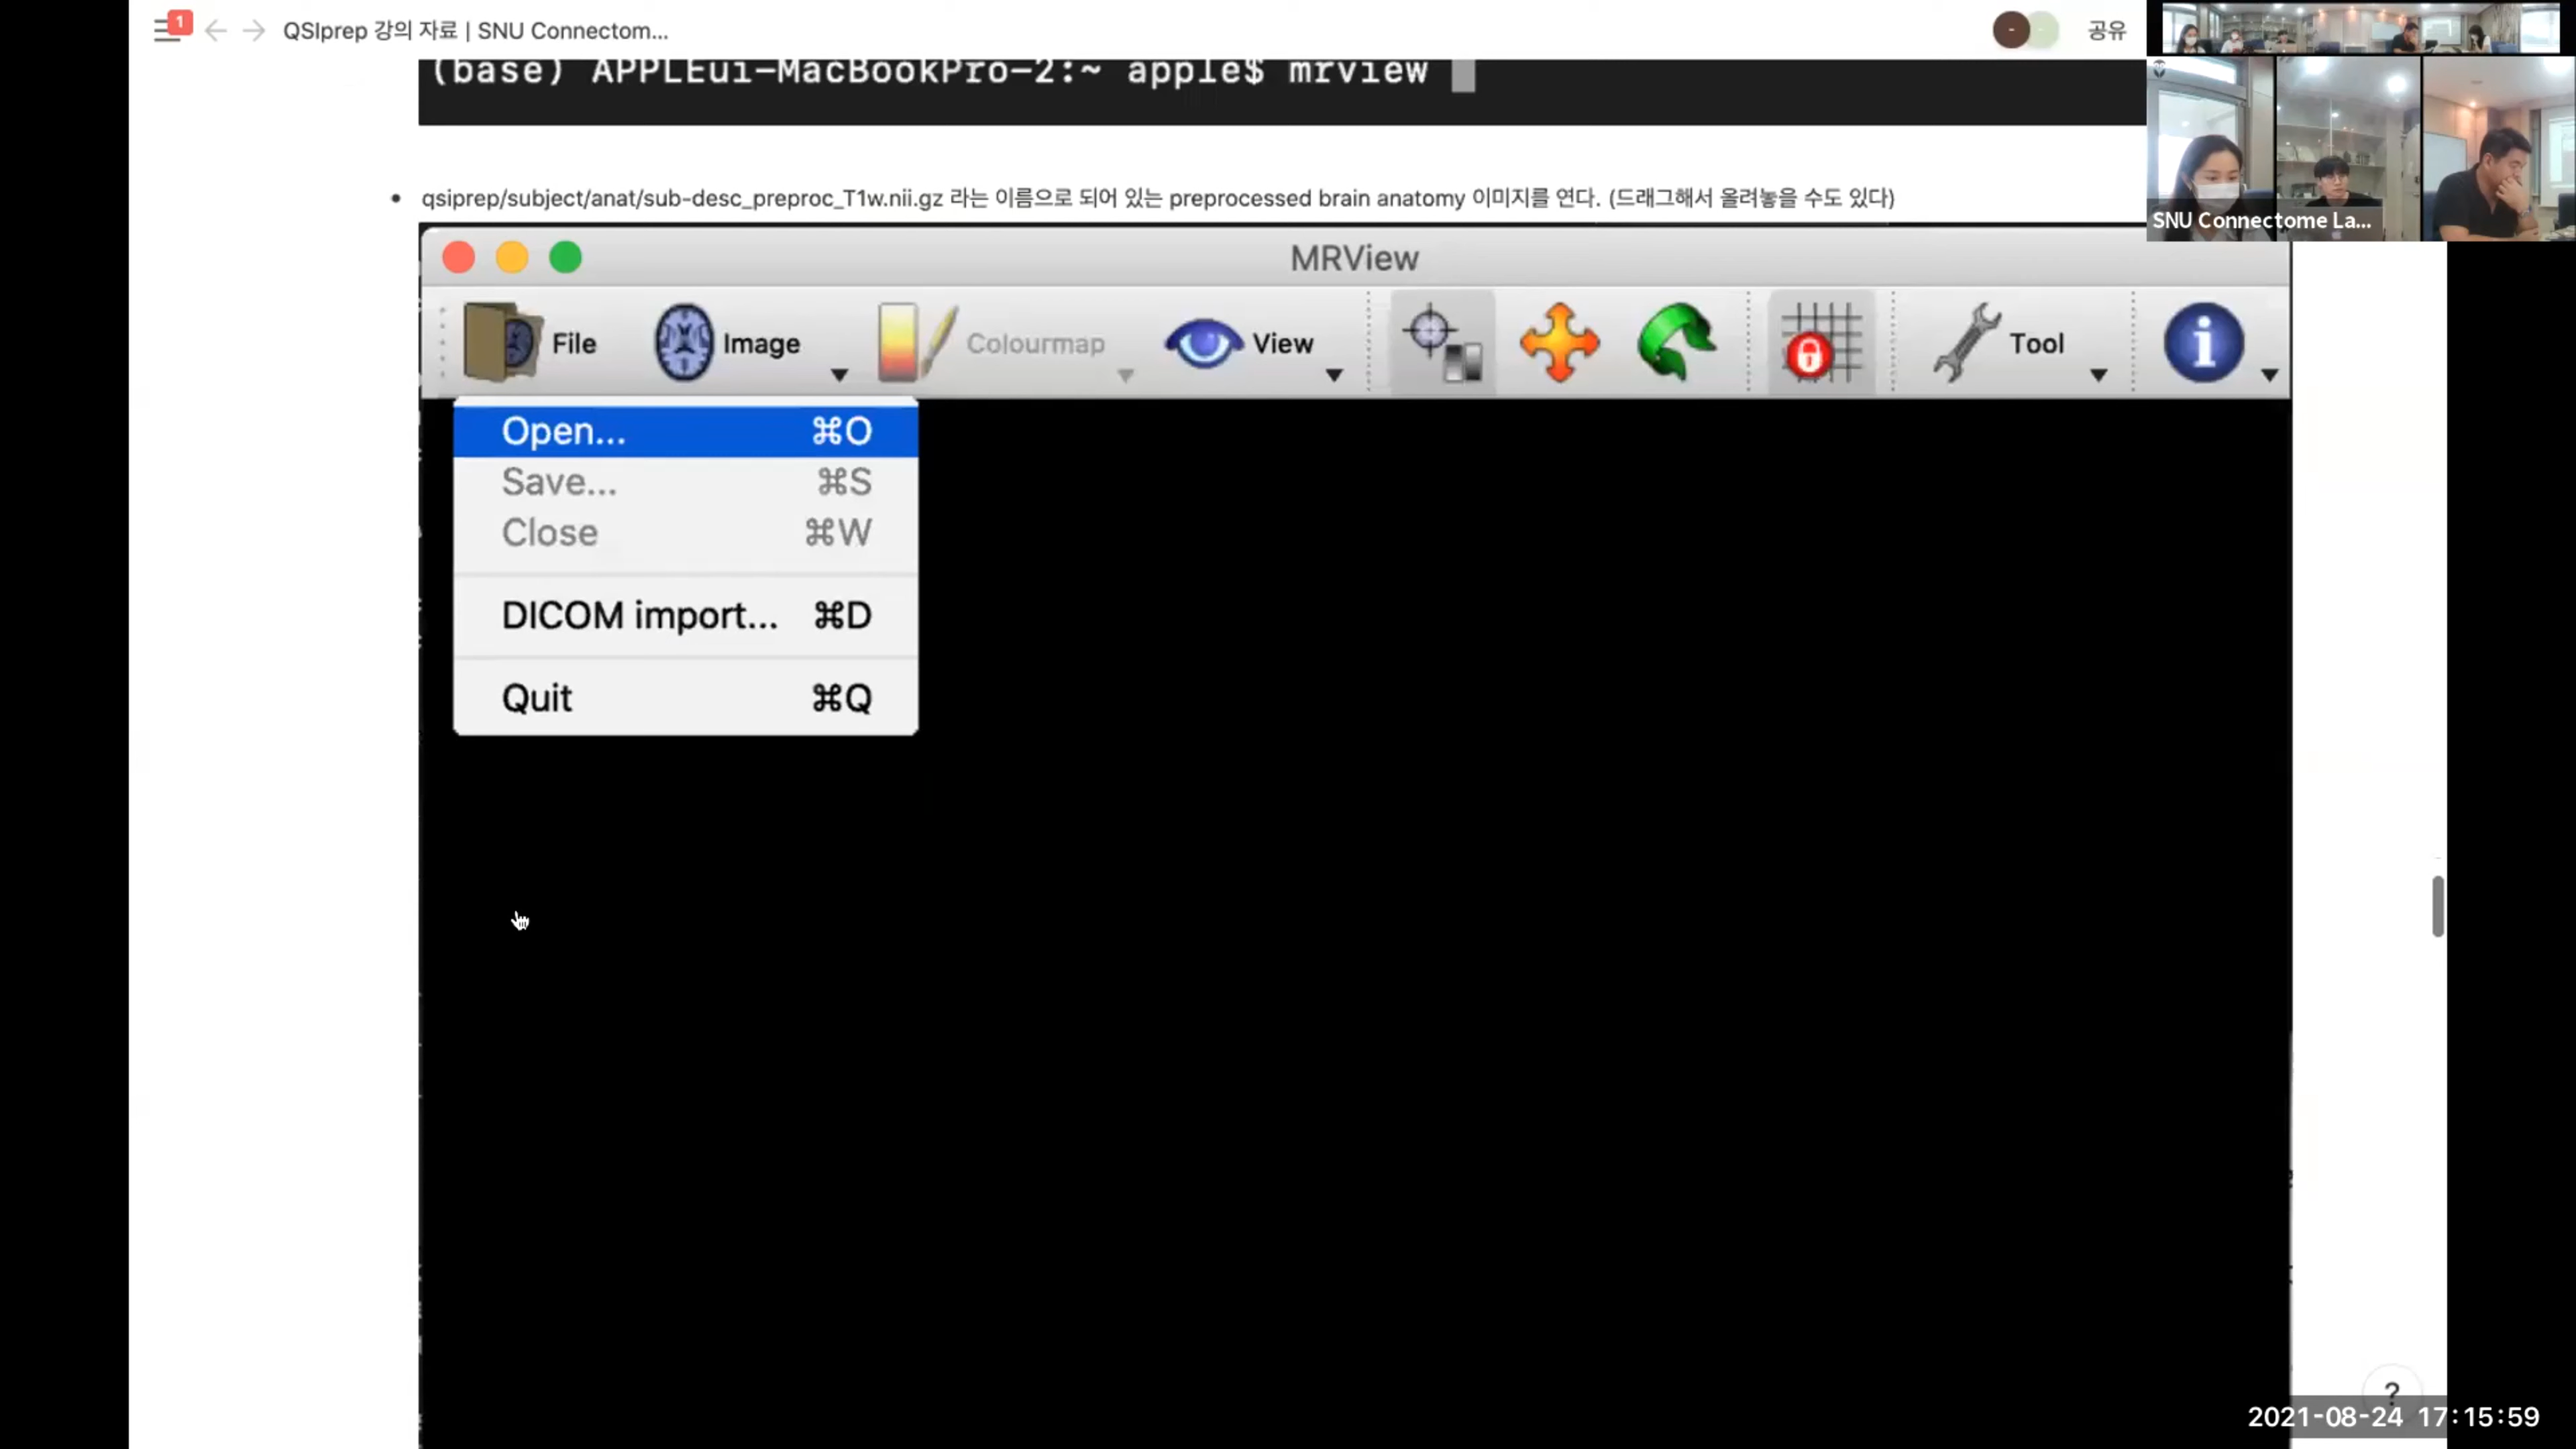 1
QSIprep 강의 자료 | SNU Connectom...
공유
(base) APPLEui-MacBookPro-2:~ apple$ mrview
SNU Connectome La...
• qsiprep/subject/anat/sub-desc_preproc_T1w.nii.gz 라는 이름으로 되어 있는 preprocessed brain anatomy 이미지를 연다. (드래그해서 올려놓을 수도 있다)
MRView
File Image Colourmap View Tool
Open... ⌘O
Save... ⌘S
Close ⌘W
DICOM import... ⌘D
Quit ⌘Q
?
2021-08-24 17:15:59